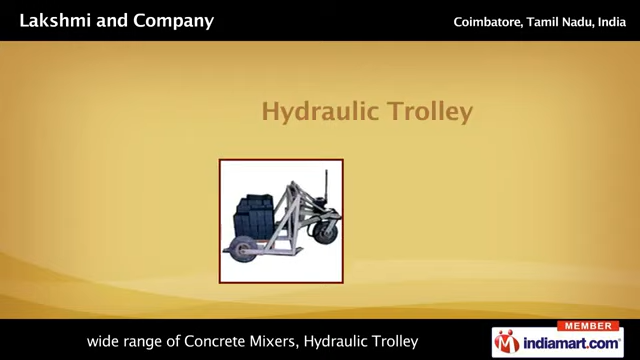 Lakshmi and Company
Coimbatore, Tamil Nadu, India
Hydraulic Trolley
wide range of Concrete Mixers, Hydraulic Trolley
MEMBER
indiamart.com